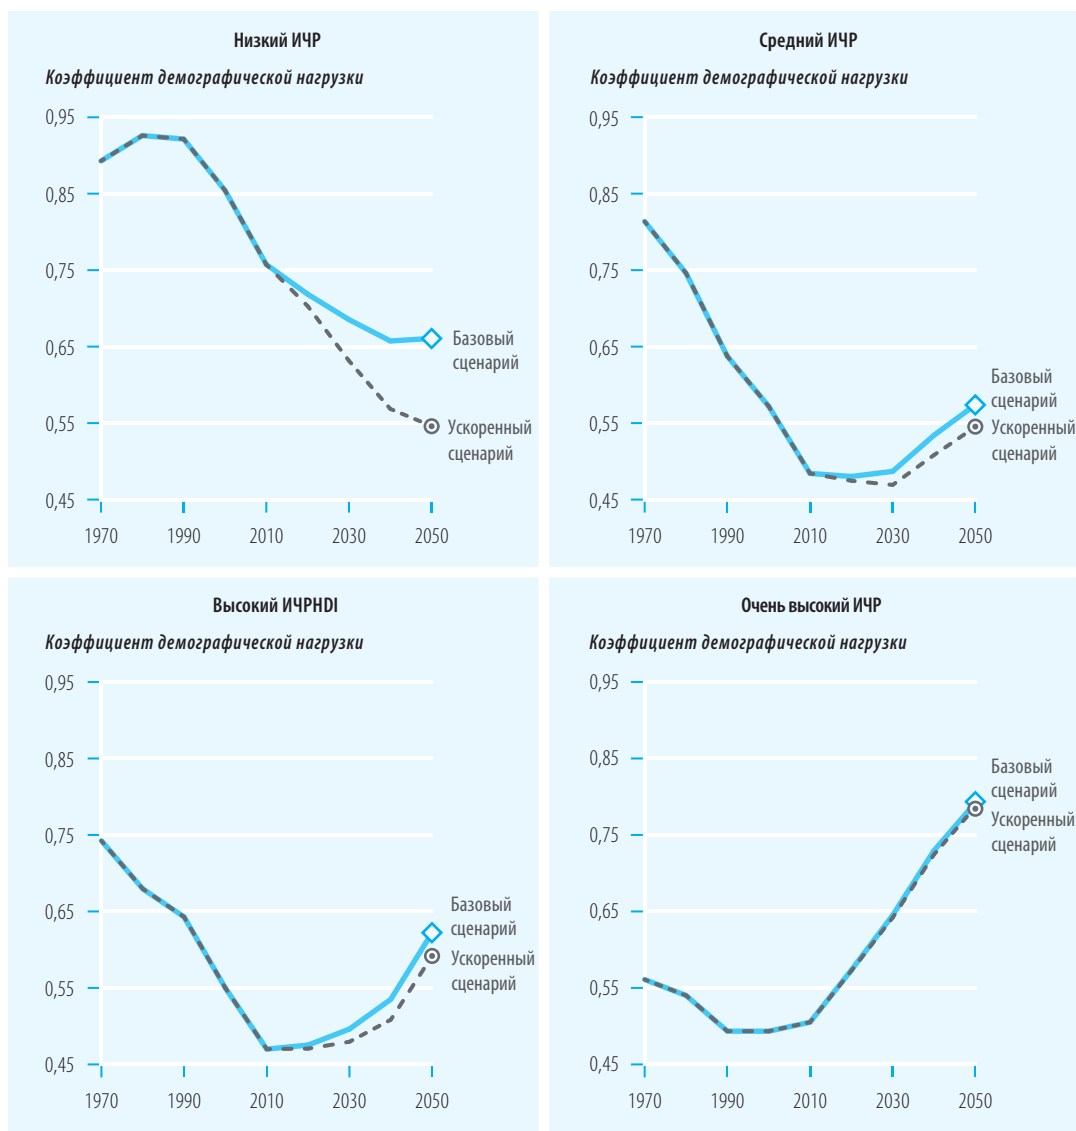 Низкий ИЧР
Коэффициент демографической нагрузки
0,95
0,85
0,75
0,65
0,55
0,45
1970
1990
2010
2030
2050
Базовый
сценарий
Ускоренный
сценарий
Средний ИЧР
Коэффициент демографической нагрузки
0,95
0,85
0,75
0,65
0,55
0,45
1970
1990
2010
2030
2050
Базовый
сценарий
Ускоренный
сценарий
Высокий ИЧРHDI
Коэффициент демографической нагрузки
0,95
0,85
0,75
0,65
0,55
0,45
1970
1990
2010
2030
2050
Базовый
сценарий
Ускоренный
сценарий
Очень высокий ИЧР
Коэффициент демографической нагрузки
0,95
0,85
0,75
0,65
0,55
0,45
1970
1990
2010
2030
2050
Базовый
сценарий
Ускоренный
сценарий